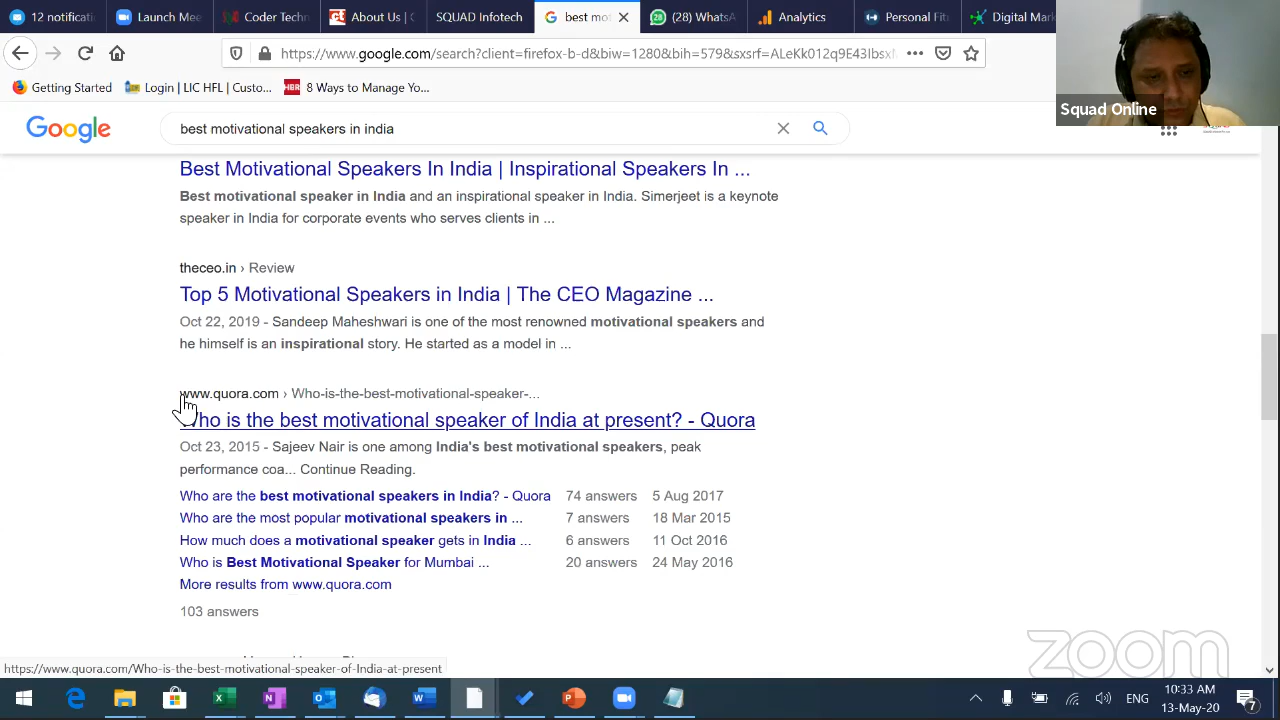 12 notificati
Launch Mee
Coder Techn
About Us | C
SQUAD Infotech
best mot
(28) WhatsA
Analytics
Personal Fitn
Digital Mark
https://www.google.com/search?client=firefox-b-d&biw=1280&bih=579&sxsrf=ALeKk012q9E43Ibsx
Getting Started
Login | LIC HFL - Custo...
HBR 8 Ways to Manage Yo...
Squad Online
Google
best motivational speakers in india
Best Motivational Speakers In India | Inspirational Speakers In ...
Best motivational speaker in India and an inspirational speaker in India. Simerjeet is a keynote
speaker in India for corporate events who serves clients in ...
theceo.in › Review
Top 5 Motivational Speakers in India | The CEO Magazine ...
Oct 22, 2019 - Sandeep Maheshwari is one of the most renowned motivational speakers and
he himself is an inspirational story. He started as a model in ...
www.quora.com › Who-is-the-best-motivational-speaker-...
Who is the best motivational speaker of India at present? - Quora
Oct 23, 2015 - Sajeev Nair is one among India's best motivational speakers, peak
performance coa... Continue Reading.
Who are the best motivational speakers in India? - Quora 74 answers 5 Aug 2017
Who are the most popular motivational speakers in ... 7 answers 18 Mar 2015
How much does a motivational speaker gets in India ... 6 answers 11 Oct 2016
Who is Best Motivational Speaker for Mumbai ... 20 answers 24 May 2016
More results from www.quora.com
103 answers
zoom
https://www.quora.com/Who-is-the-best-motivational-speaker-of-India-at-present
ENG
10:33 AM
13-May-20
7